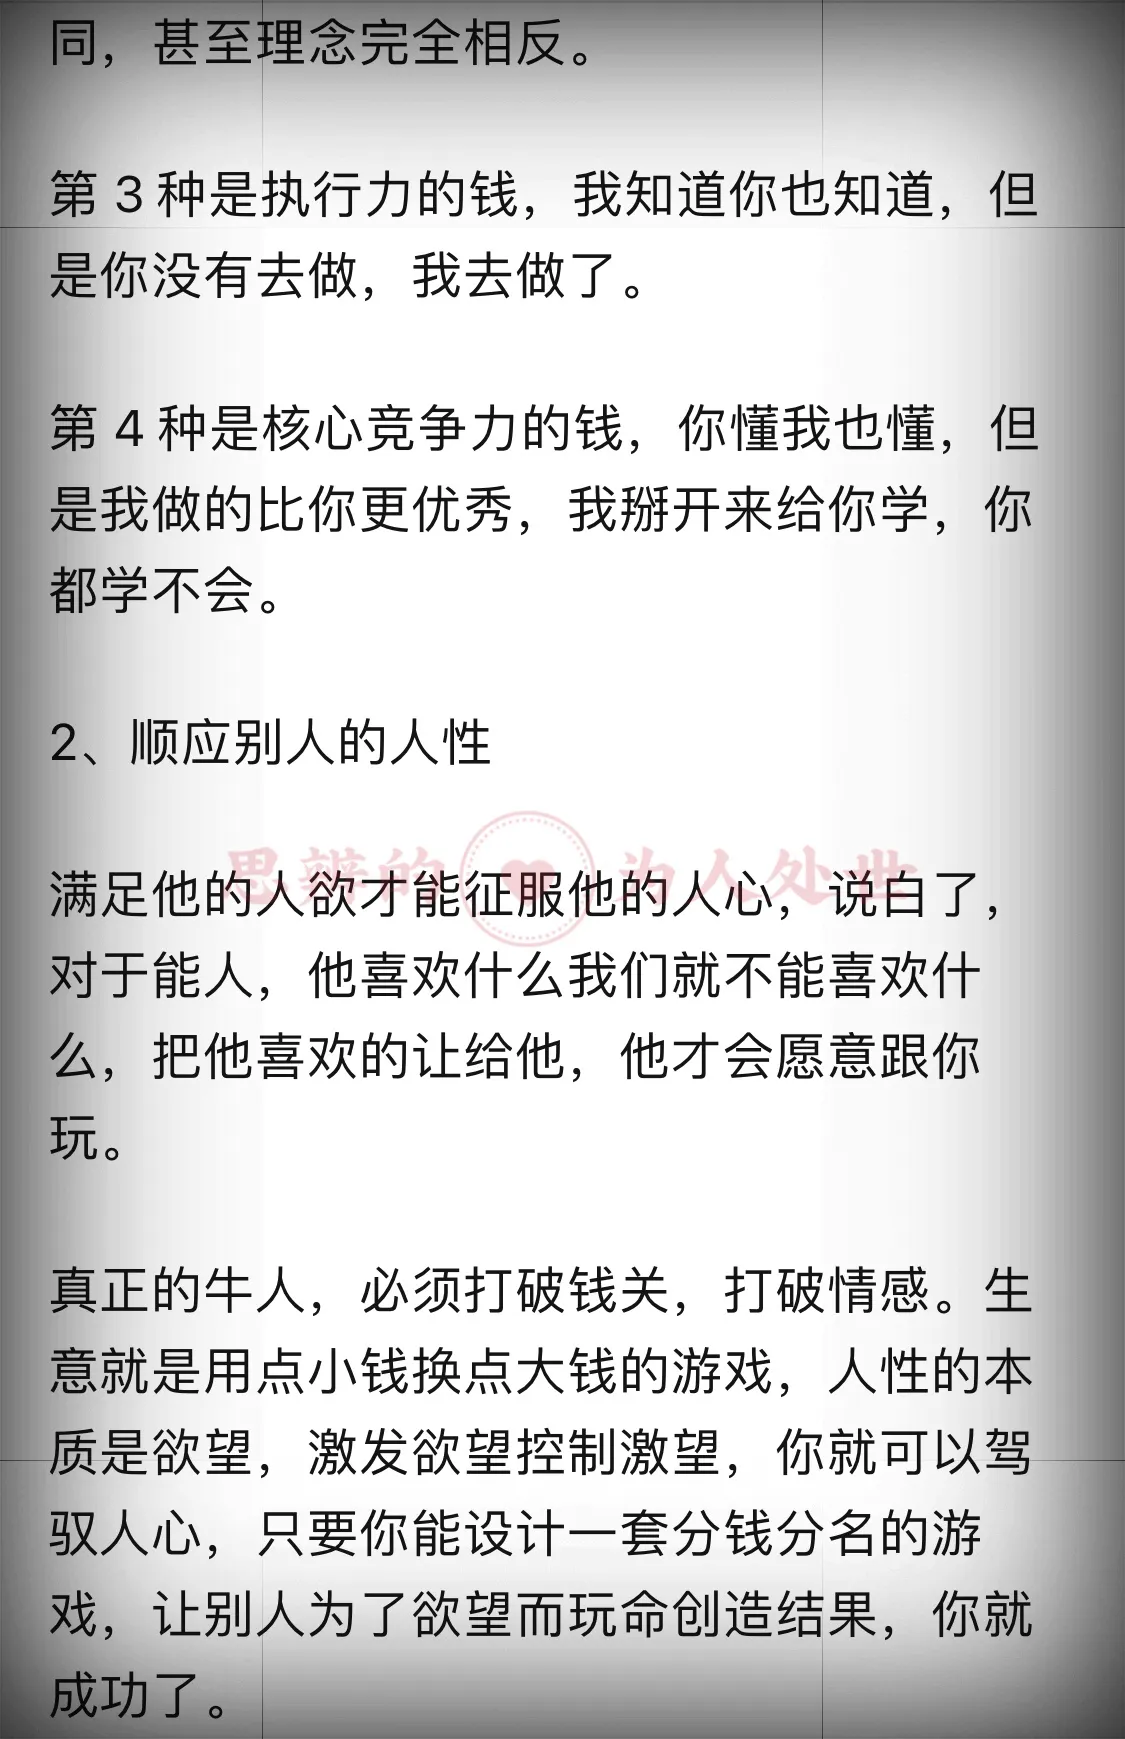 同，甚至理念完全相反。
第 3 种是执行力的钱，我知道你也知道，但
是你没有去做，我去做了。
第 4 种是核心竞争力的钱，你懂我也懂，但
是我做的比你更优秀，我掰开来给你学，你
都学不会。
2、顺应别人的人性
思辨的 为人处世
满足他的人欲才能征服他的人心，说白了，
对于能人，他喜欢什么我们就不能喜欢什
么，把他喜欢的让给他，他才会愿意跟你
玩。
真正的牛人，必须打破钱关，打破情感。生
意就是用点小钱换点大钱的游戏，人性的本
质是欲望，激发欲望控制激望，你就可以驾
驭人心，只要你能设计一套分钱分名的游
戏，让别人为了欲望而玩命创造结果，你就
成功了。